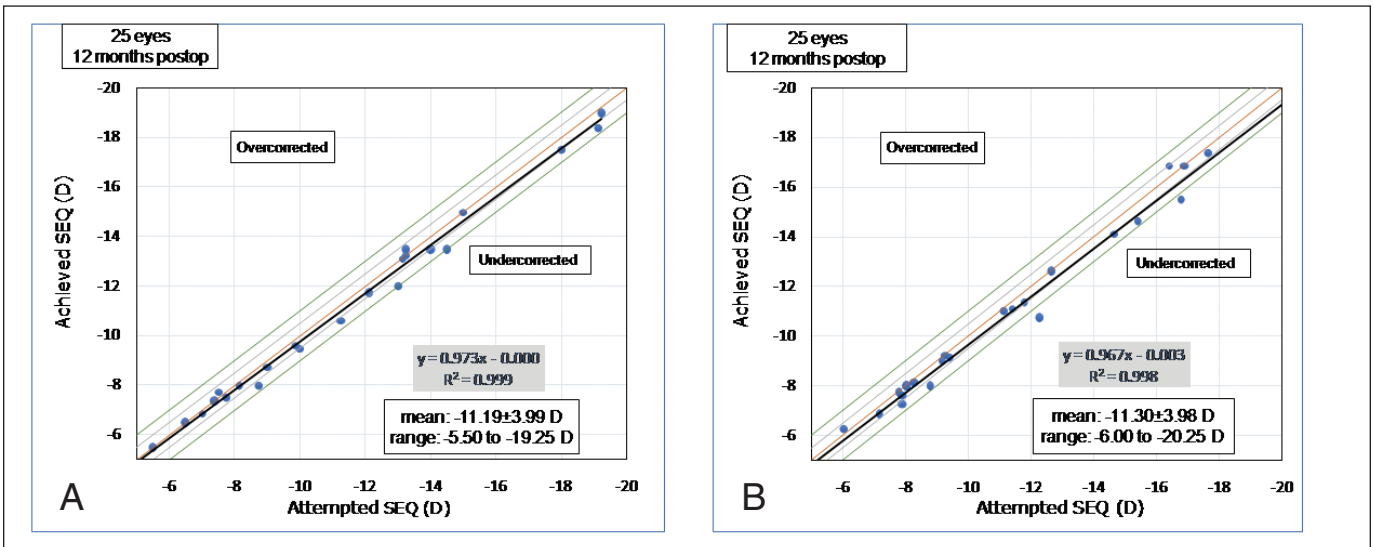 25 eyes
12 months postop
-20
-18
-16
-14
-12
-10
-8
-6
Achieved SEQ (D)
Overcorrected
Undercorrected
y = 0.973x - 0.000
R² = 0.999
mean: -11.19±3.99 D
range: -5.50 to -19.25 D
-6 -8 -10 -12 -14 -16 -18 -20
Attempted SEQ (D)
A
25 eyes
12 months postop
-20
-18
-16
-14
-12
-10
-8
-6
Achieved SEQ (D)
Overcorrected
Undercorrected
y = 0.967x - 0.003
R² = 0.998
mean: -11.30±3.98 D
range: -6.00 to -20.25 D
-6 -8 -10 -12 -14 -16 -18 -20
Attempted SEQ (D)
B